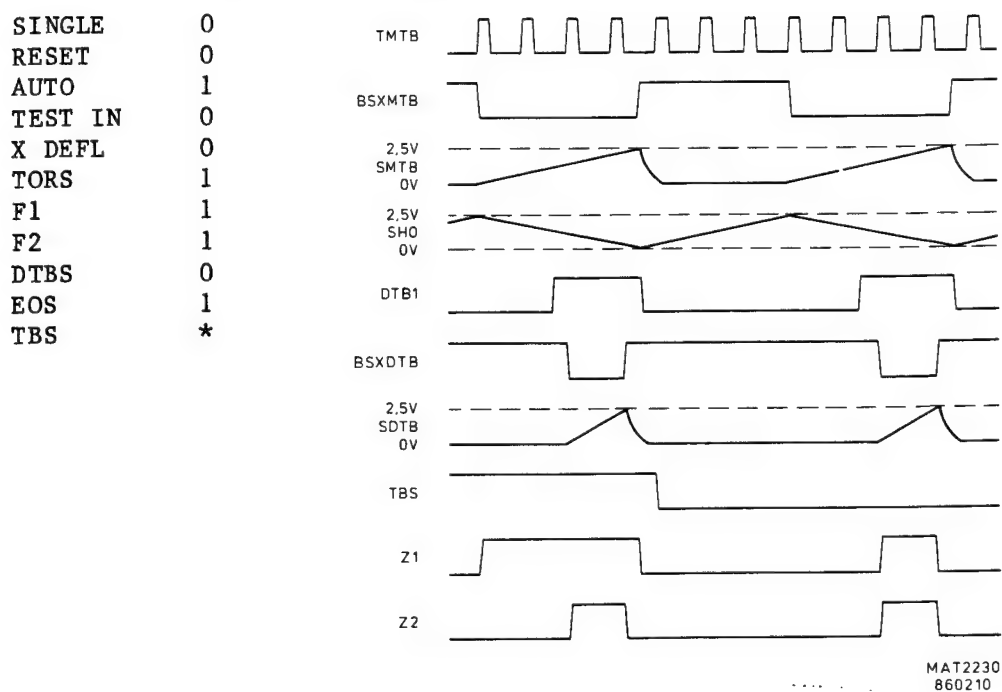 SINGLE 0
RESET 0
AUTO 1
TEST IN 0
X DEFL 0
TORS 1
F1 1
F2 1
DTBS 0
EOS 1
TBS *
TMTB
BSXMTB
2,5V
SMTB
0V
2,5V
SHO
0V
DTB1
BSXDTB
2,5V
SDTB
0V
TBS
Z1
Z2
MAT2230
860210